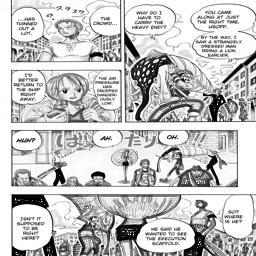 YOU
CAME
ALONG AT JUST
THE RIGHT TIME,
USOPP.
BY THE WAY, I
SAW A STRANGELY
DRESSED MAN
RIDING A LION
EARLIER.
WHY DO I
HAVE TO
CARRY THE
HEAVY END?!
THE
CROWD...
...HAS
THINNED
OUT A
LOT.
THE AIR
PRESSURE
HAS
DROPPED
DANGER-
OUSLY
LOW.
I'D BETTER
RETURN TO
THE SHIP
RIGHT
AWAY.
OH.
AH.
HUH?
SO?
WHERE IS
HE?
HE SAID HE
WANTED TO SEE
THE EXECUTION
SCAFFOLD.
ISN'T IT
SUPPOSED
TO BE
RIGHT
HERE?